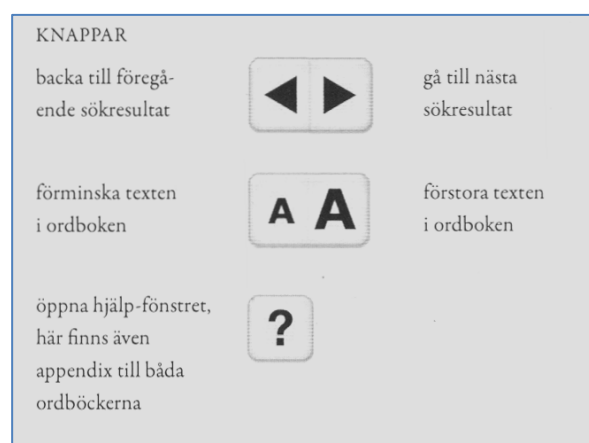 KNAPPAR
backa till föregå-
ende sökresultat
gå till nästa
sökresultat
förminska texten
i ordboken
A A
förstora texten
i ordboken
öppna hjälp-fönstret,
här finns även
appendix till båda
ordböckerna
?